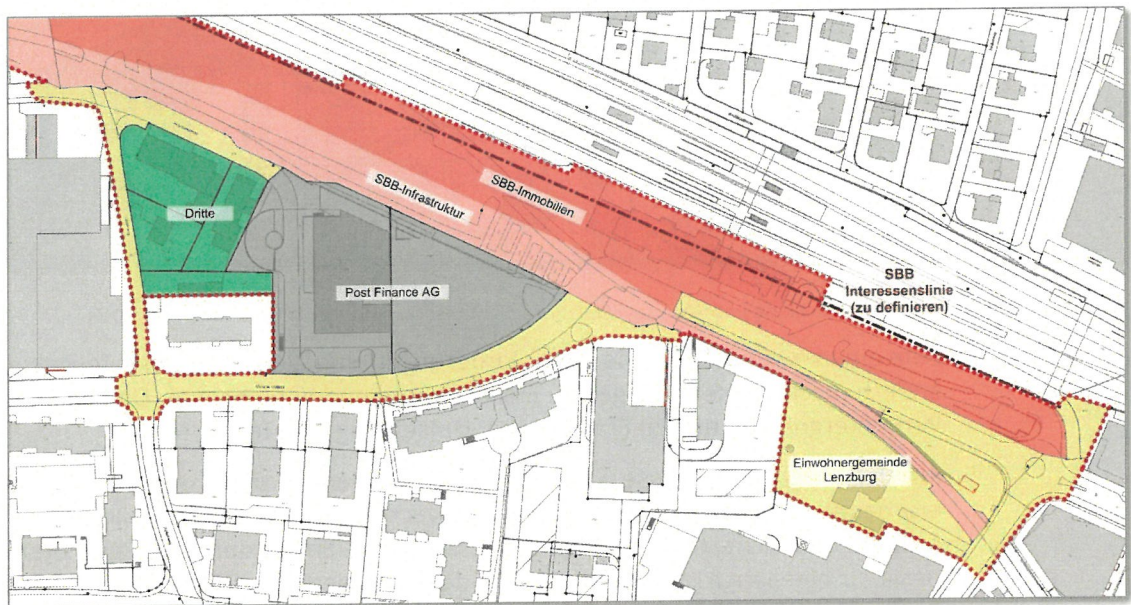 SBB-Infrastruktur
SBB-Immobilien
Dritte
Post Finance AG
SBB
Interessenslinie
(zu definieren)
Einwohnergemeinde
Lenzburg